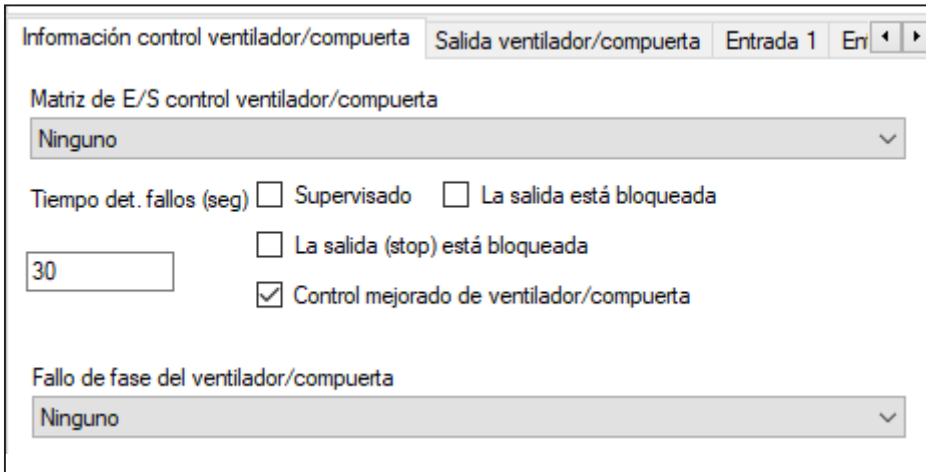 Información control ventilador/compuerta Salida ventilador/compuerta Entrada 1
Matriz de E/S control ventilador/compuerta
Ninguno
Tiempo det. fallos (seg) Supervisado La salida está bloqueada
La salida (stop) está bloqueada
30
Control mejorado de ventilador/compuerta
Fallo de fase del ventilador/compuerta
Ninguno